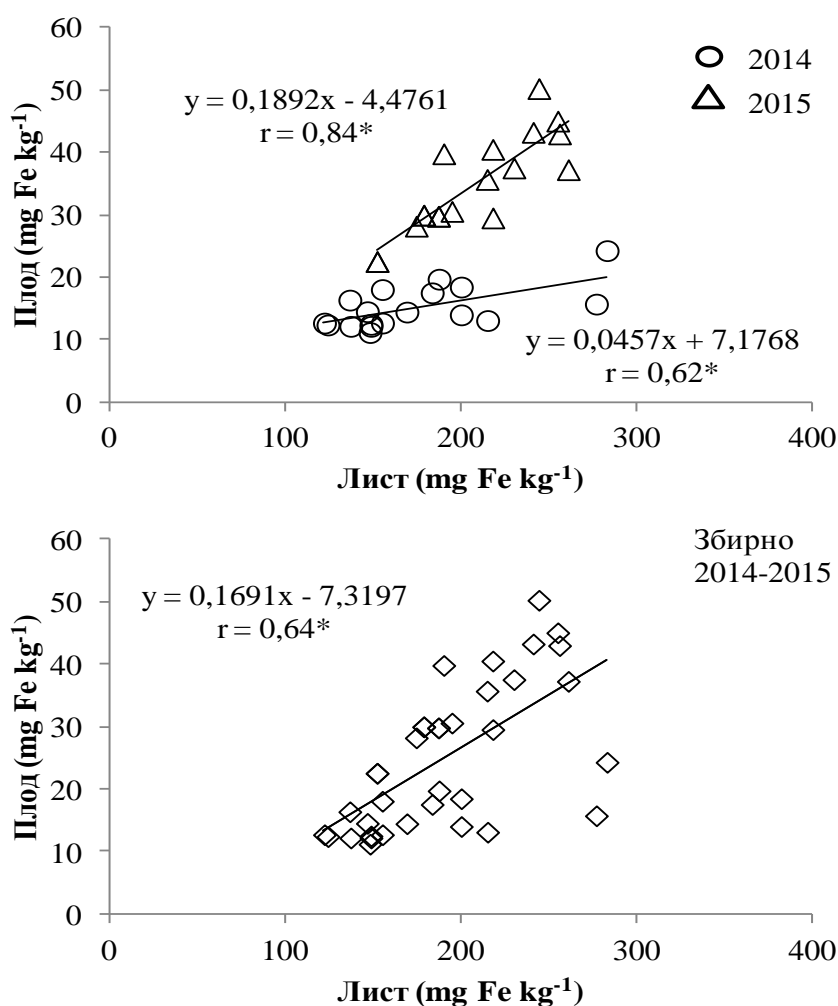 60
50
40
30
20
10
0
Плод (mg Fe kg⁻¹)
y = 0,1892x - 4,4761
r = 0,84*
2014
2015
y = 0,0457x + 7,1768
r = 0,62*
0 100 200 300 400
Лист (mg Fe kg⁻¹)
60
50
40
30
20
10
0
Плод (mg Fe kg⁻¹)
y = 0,1691x - 7,3197
r = 0,64*
Збирно
2014-2015
0 100 200 300 400
Лист (mg Fe kg⁻¹)